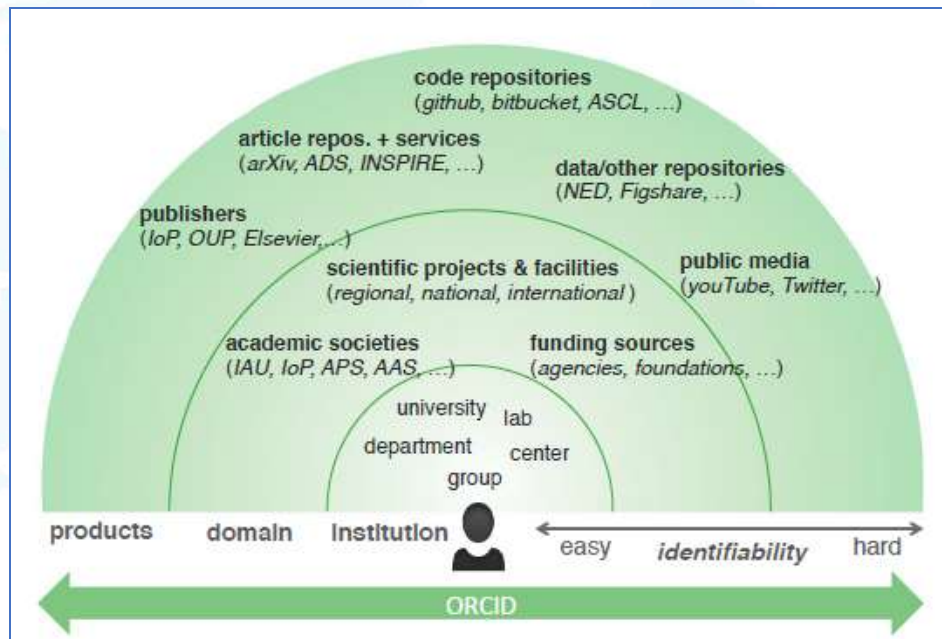 code repositories
(github, bitbucket, ASCL, …)
article repos. + services
(arXiv, ADS, INSPIRE, …)
data/other repositories
(NED, Figshare, …)
publishers
(IoP, OUP, Elsevier,…)
scientific projects & facilities
(regional, national, international )
public media
(youTube, Twitter, …)
academic societies
(IAU, IoP, APS, AAS, …)
funding sources
(agencies, foundations, …)
university
lab
department
center
group
products
domain
institution
easy
identifiability
hard
ORCID